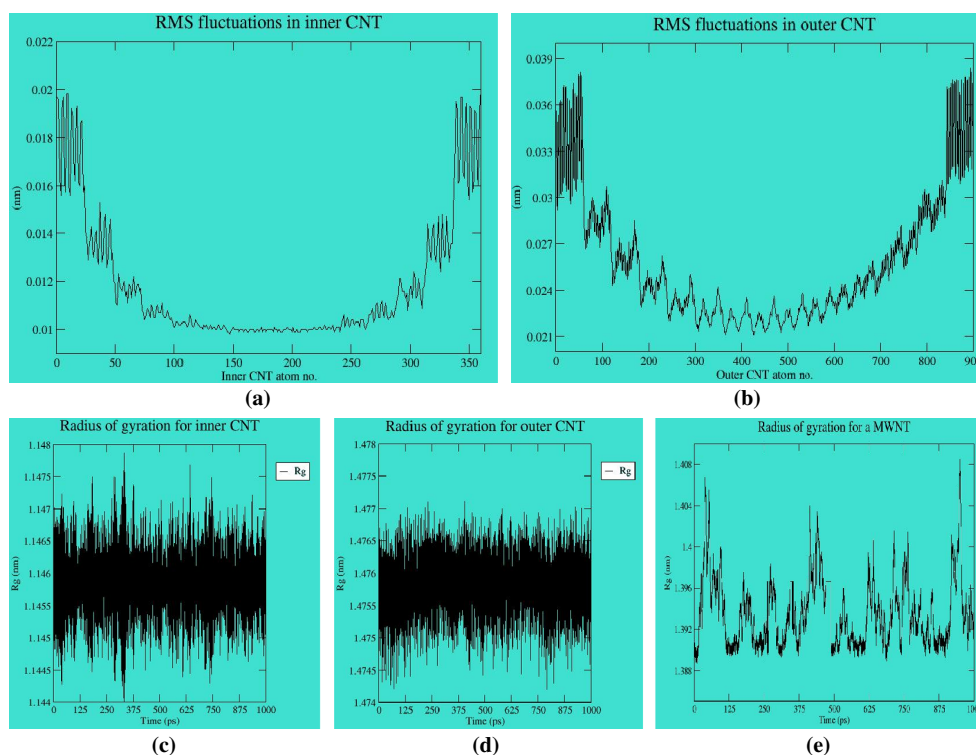 RMS fluctuations in inner CNT
0.022
0.02
0.018
0.016
(nm)
0.014
0.012
0.01
0 50 100 150 200 250 300 350
Inner CNT atom no.
(a)
RMS fluctuations in outer CNT
0.039
0.036
0.033
0.03
(nm)
0.027
0.024
0.021
0 100 200 300 400 500 600 700 800 900
Outer CNT atom no.
(b)
Radius of gyration for inner CNT
1.148
1.1475
1.147
1.1465
1.146
Rg (nm)
1.1455
1.145
1.1445
1.144
0 125 250 375 500 625 750 875 1000
Time (ps)
Rg
(c)
Radius of gyration for outer CNT
1.478
1.4775
1.477
1.4765
1.476
Rg (nm)
1.4755
1.475
1.4745
1.474
0 125 250 375 500 625 750 875 1000
Time (ps)
Rg
(d)
Radius of gyration for a MWNT
1.408
1.404
1.4
Rg (nm)
1.396
1.392
1.388
0 125 250 375 500 625 750 875
Time (ps)
(e)